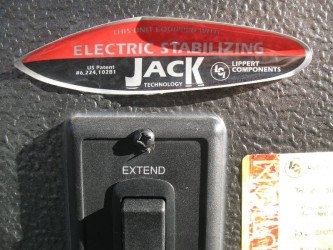 THIS UNIT EQUIPPED WITH
ELECTRIC STABILIZING
US Patent
#6,224,102B1
JACK
TECHNOLOGY
LIPPERT
COMPONENTS
EXTEND